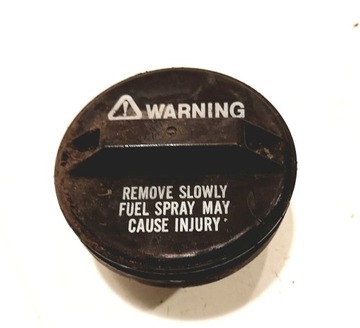 WARNING
REMOVE SLOWLY
FUEL SPRAY MAY
CAUSE INJURY